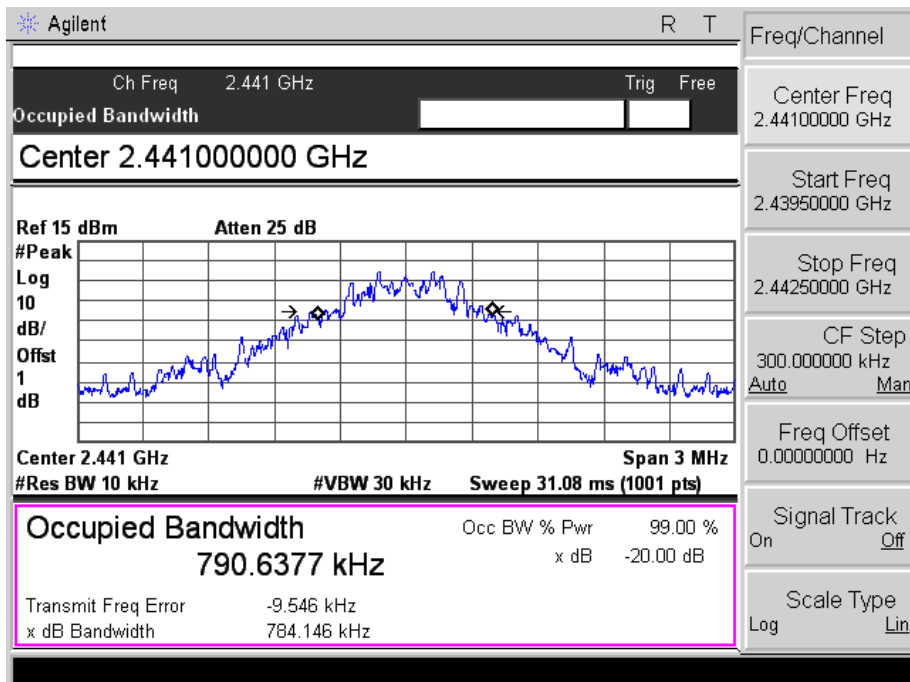 Agilent R T
Ch Freq 2.441 GHz Trig Free
Occupied Bandwidth
Center 2.441000000 GHz
Ref 15 dBm Atten 25 dB
#Peak
Log
10
dB/
Offst
1
dB
Center 2.441 GHz Span 3 MHz
#Res BW 10 kHz #VBW 30 kHz Sweep 31.08 ms (1001 pts)
Occupied Bandwidth Occ BW % Pwr 99.00 %
790.6377 kHz x dB -20.00 dB
Transmit Freq Error -9.546 kHz
x dB Bandwidth 784.146 kHz
Freq/Channel
Center Freq
2.44100000 GHz
Start Freq
2.43950000 GHz
Stop Freq
2.44250000 GHz
CF Step
300.000000 kHz
Auto Man
Freq Offset
0.00000000 Hz
Signal Track
On Off
Scale Type
Log Lin